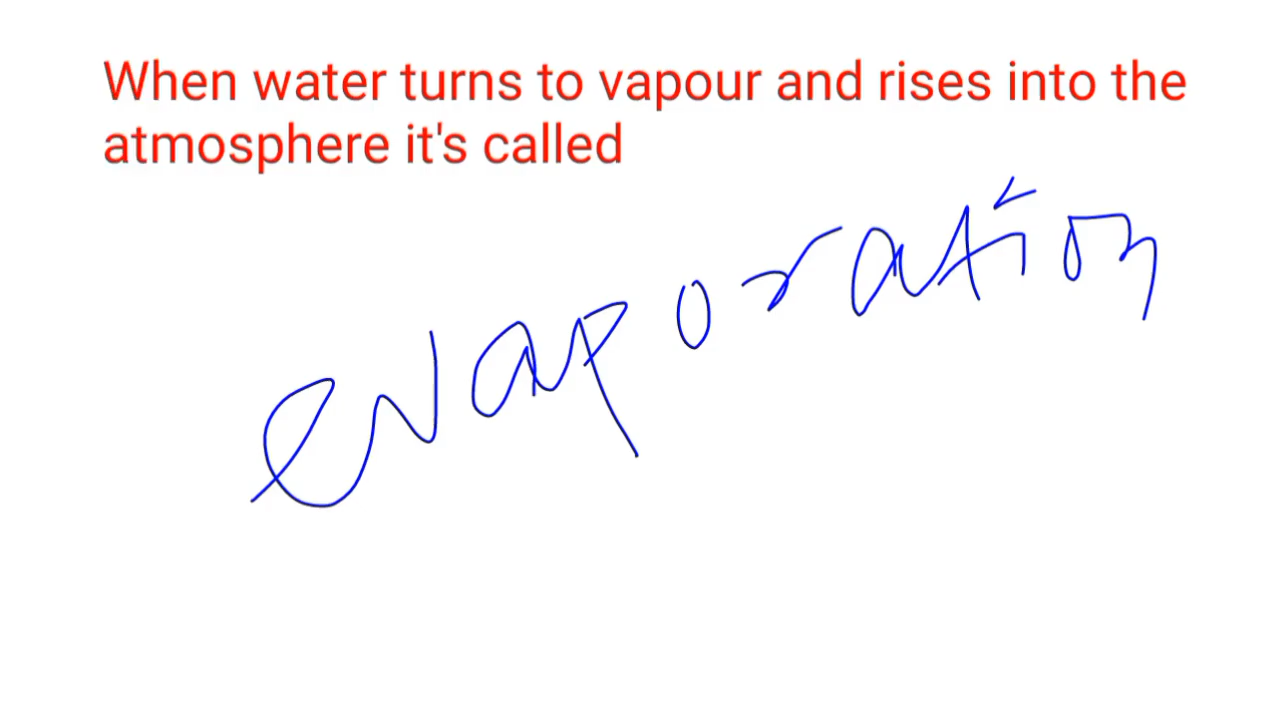 When water turns to vapour and rises into the
atmosphere it's called
evaporation